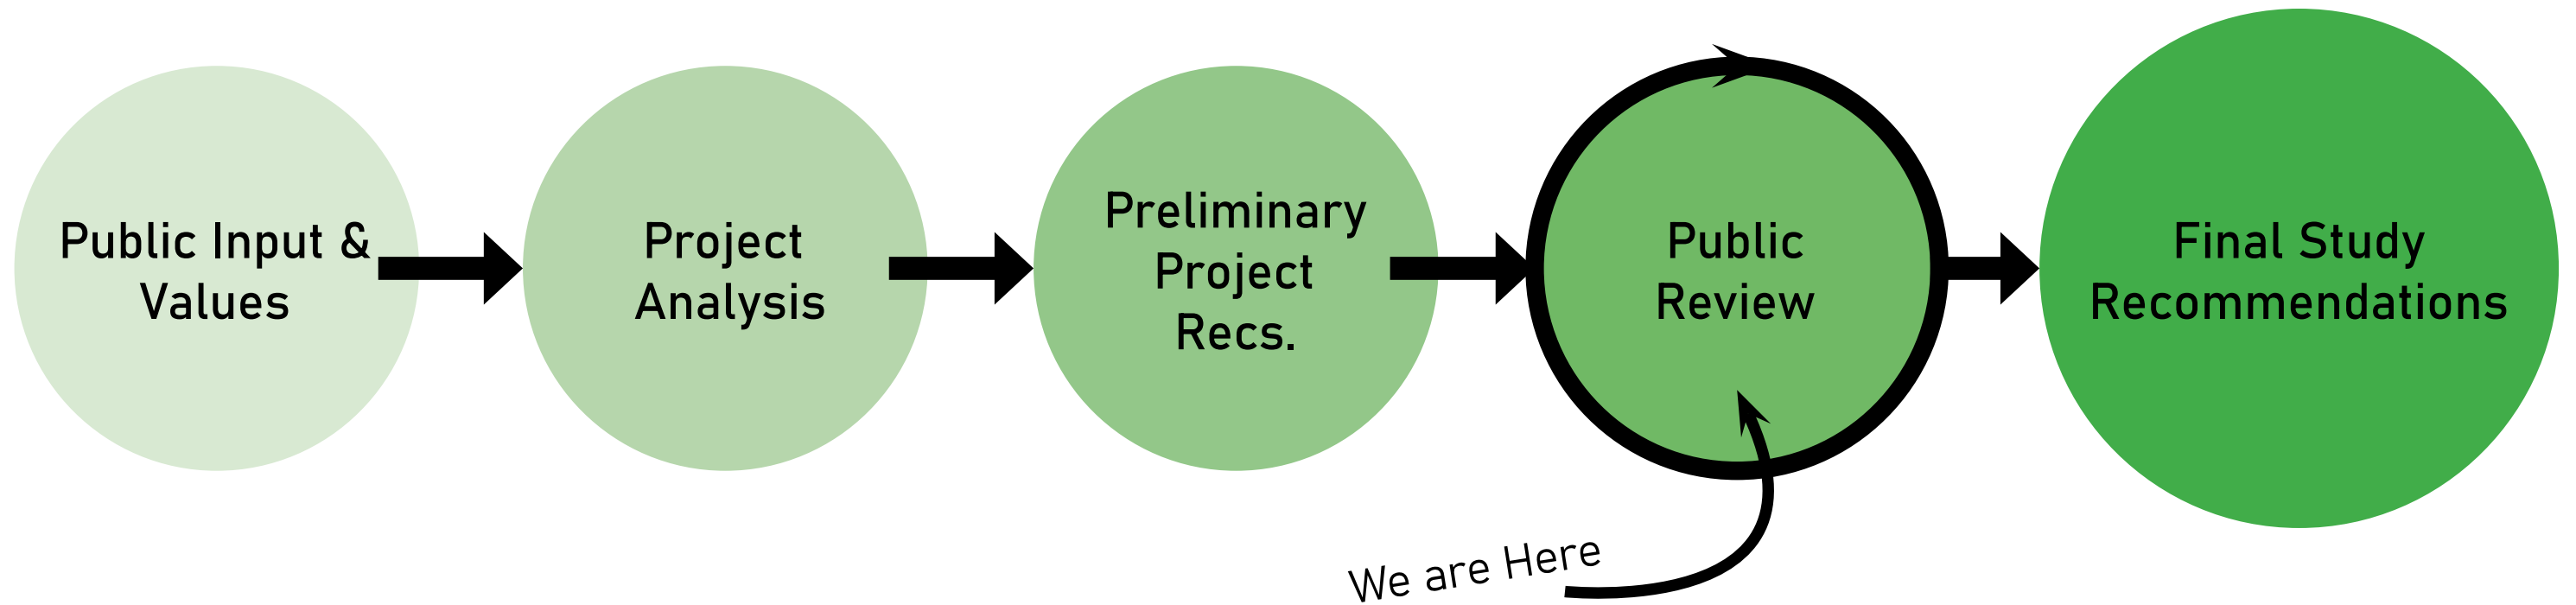 Public Input &
Values
Project
Analysis
Preliminary
Project
Recs.
Public
Review
Final Study
Recommendations
We are Here